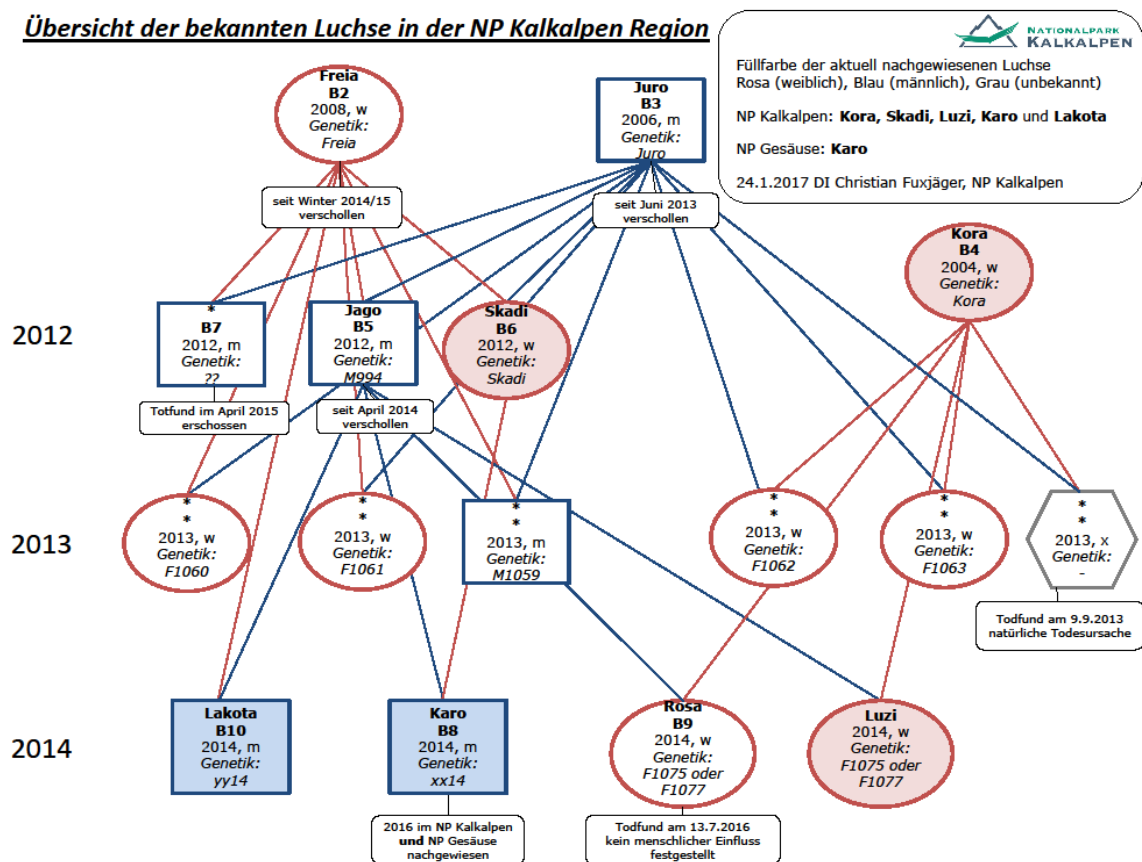 Übersicht der bekannten Luchse in der NP Kalkalpen Region
NATIONALPARK
KALKALPEN
Füllfarbe der aktuell nachgewiesenen Luchse
Rosa (weiblich), Blau (männlich), Grau (unbekannt)
NP Kalkalpen: Kora, Skadi, Luzi, Karo und Lakota
NP Gesäuse: Karo
24.1.2017 DI Christian Fuxjäger, NP Kalkalpen
Freia
B2
2008, w
Genetik:
Freia
seit Winter 2014/15
verschollen
Juro
B3
2006, m
Genetik:
Juro
seit Juni 2013
verschollen
Kora
B4
2004, w
Genetik:
Kora
2012
*
B7
2012, m
Genetik:
??
Totfund im April 2015
erschossen
Jago
B5
2012, m
Genetik:
M994
seit April 2014
verschollen
Skadi
B6
2012, w
Genetik:
Skadi
2013
*
*
2013, w
Genetik:
F1060
*
*
2013, w
Genetik:
F1061
*
*
2013, m
Genetik:
M1059
*
*
2013, w
Genetik:
F1062
*
*
2013, w
Genetik:
F1063
*
*
2013, x
Genetik:
-
Todfund am 9.9.2013
natürliche Todesursache
2014
Lakota
B10
2014, m
Genetik:
yy14
Karo
B8
2014, m
Genetik:
xx14
2016 im NP Kalkalpen
und NP Gesäuse
nachgewiesen
Rosa
B9
2014, w
Genetik:
F1075 oder
F1077
Todfund am 13.7.2016
kein menschlicher Einfluss
festgestellt
Luzi
2014, w
Genetik:
F1075 oder
F1077